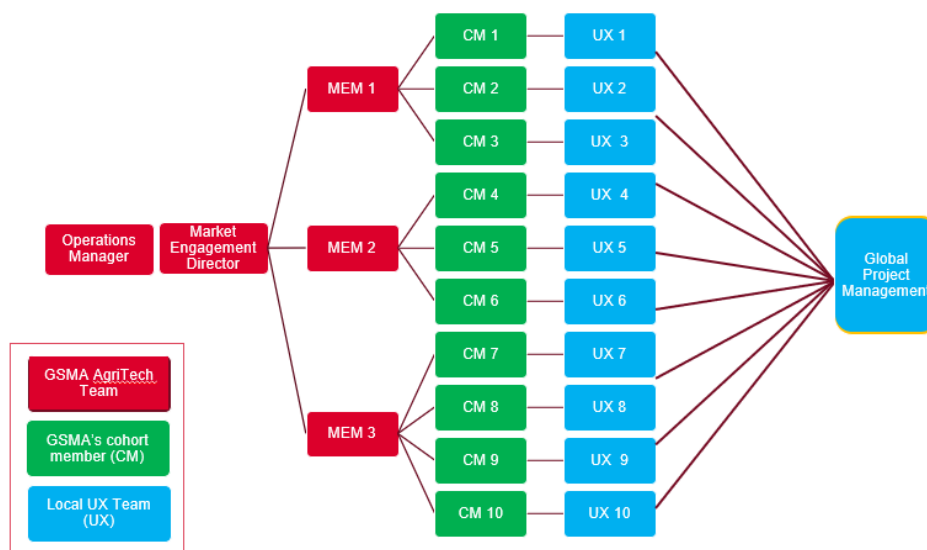 CM 1
UX 1
MEM 1
CM 2
UX 2
CM 3
UX  3
CM 4
UX  4
Operations
Manager
Market
Engagement
Director
MEM 2
CM 5
UX 5
Global
Project
Management
CM 6
UX 6
CM 7
UX 7
GSMA AgriTech
Team
MEM 3
CM 8
UX 8
GSMA's cohort
member (CM)
CM 9
UX  9
Local UX Team
(UX)
CM 10
UX 10